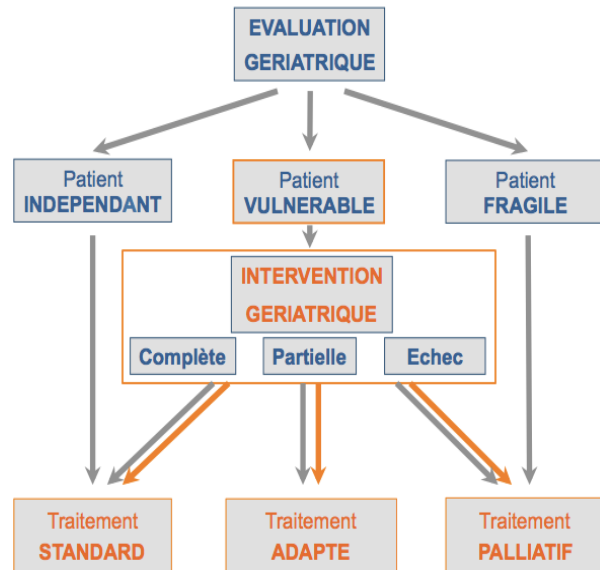 EVALUATION
GERIATRIQUE
Patient
INDEPENDANT
Patient
VULNERABLE
Patient
FRAGILE
INTERVENTION
GERIATRIQUE
Complète
Partielle
Echec
Traitement
STANDARD
Traitement
ADAPTE
Traitement
PALLIATIF